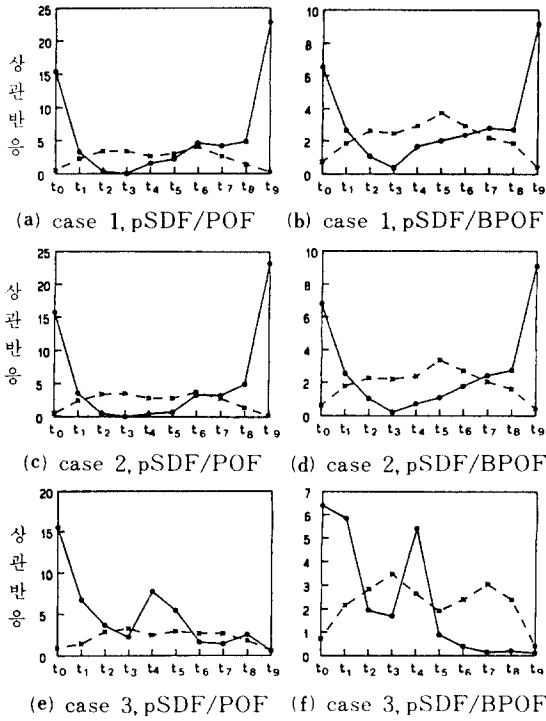 상관반응
25
20
15
10
5
0
t0 t1 t2 t3 t4 t5 t6 t7 t8 t9
(a) case 1, pSDF/POF
10
8
6
4
2
0
t0 t1 t2 t3 t4 t5 t6 t7 t8 t9
(b) case 1, pSDF/BPOF
상관반응
25
20
15
10
5
0
t0 t1 t2 t3 t4 t5 t6 t7 t8 t9
(c) case 2, pSDF/POF
10
8
6
4
2
0
t0 t1 t2 t3 t4 t5 t6 t7 t8 t9
(d) case 2, pSDF/BPOF
상관반응
20
15
10
5
0
t0 t1 t2 t3 t4 t5 t6 t7 t8 t9
(e) case 3, pSDF/POF
7
6
5
4
3
2
1
0
t0 t1 t2 t3 t4 t5 t6 t7 t8 t9
(f) case 3, pSDF/BPOF